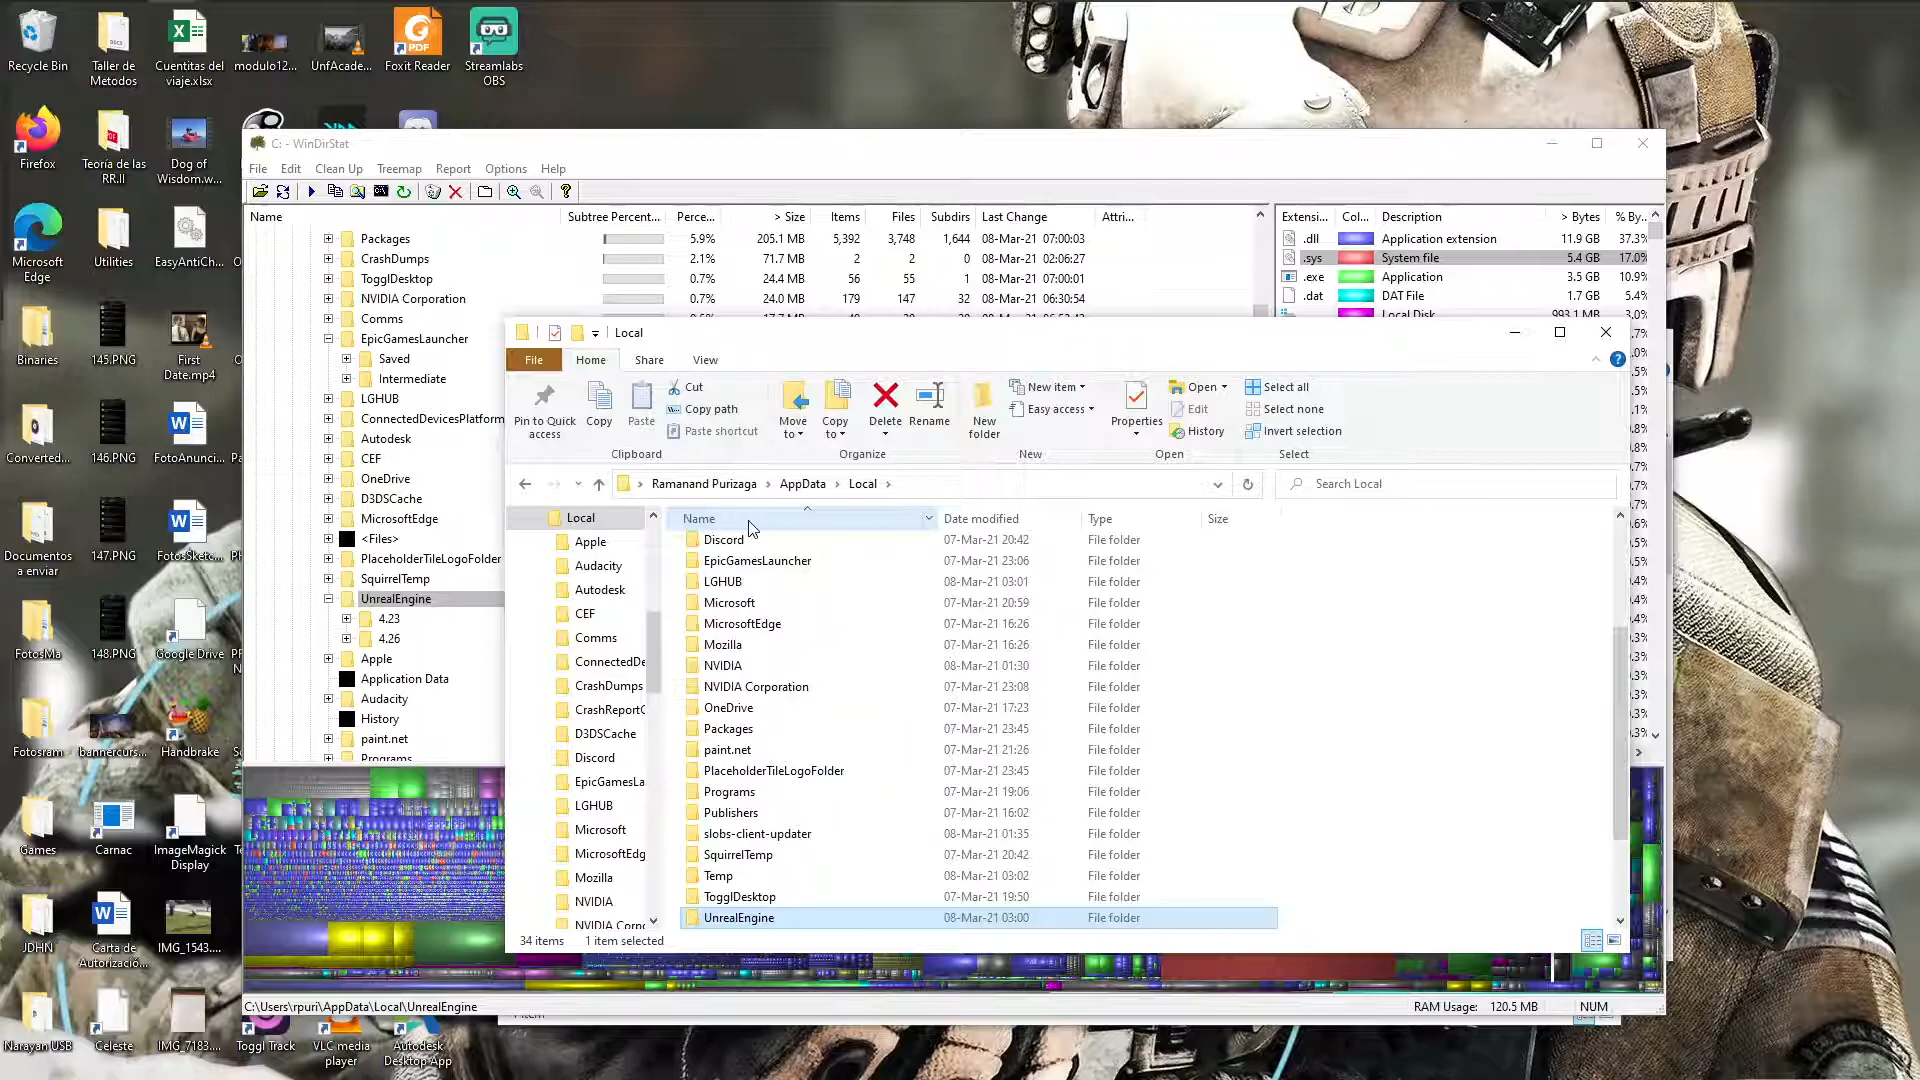 Recycle Bin
Taller de
Metodos
Cuentitas del
viaje.xlsx
modulo12...
UnfAcade...
Foxit Reader
Streamlabs
OBS
Firefox
Teoría de las
RR.II
Dog of
Wisdom.w...
Microsoft
Edge
Utilities
EasyAntiCh...
Binaries
145.PNG
First
Date.mp4
Converted...
146.PNG
FotoAnunci...
Documentos
a enviar
147.PNG
FotosSketc...
FotosMa
148.PNG
Google Drive
Fotosram
bannercurs...
Handbrake
Games
Carnac
ImageMagick
Display
JDHN
Carta de
Autorizació...
IMG_1543....
Narayan USB
Celeste
IMG_7183....
Toggl Track
VLC media
player
Autodesk
Desktop App
C: - WinDirStat
File Edit Clean Up Treemap Report Options Help
Name Subtree Percent... Perce... > Size Items Files Subdirs Last Change Attri...
Packages 5.9% 205.1 MB 5,392 3,748 1,644 08-Mar-21 07:00:03
CrashDumps 2.1% 71.7 MB 2 2 0 08-Mar-21 02:06:27
TogglDesktop 0.7% 24.4 MB 56 55 1 08-Mar-21 07:00:01
NVIDIA Corporation 0.7% 24.0 MB 179 147 32 08-Mar-21 06:30:54
Comms
EpicGamesLauncher
Saved
Intermediate
LGHUB
ConnectedDevicesPlatform
Autodesk
CEF
OneDrive
D3DSCache
MicrosoftEdge
<Files>
PlaceholderTileLogoFolder
SquirrelTemp
UnrealEngine
4.23
4.26
Apple
Application Data
Audacity
History
paint.net
Programs
Extensi... Col... Description > Bytes % By...
.dll Application extension 11.9 GB 37.3%
.sys System file 5.4 GB 17.0%
.exe Application 3.5 GB 10.9%
.dat DAT File 1.7 GB 5.4%
Local Disk 993.1 MB 3.0%
Local
File Home Share View
Pin to Quick
access
Copy
Paste
Cut
Copy path
Paste shortcut
Clipboard
Move
to
Copy
to
Delete
Rename
Organize
New
folder
New item
Easy access
New
Properties
Open
Edit
History
Open
Select all
Select none
Invert selection
Select
Ramanand Purizaga > AppData > Local >
Search Local
Local
Apple
Audacity
Autodesk
CEF
Comms
ConnectedDe
CrashDumps
CrashReportC
D3DSCache
Discord
EpicGamesLa
LGHUB
Microsoft
MicrosoftEdg
Mozilla
NVIDIA
NVIDIA Corp
Name Date modified Type Size
Discord 07-Mar-21 20:42 File folder
EpicGamesLauncher 07-Mar-21 23:06 File folder
LGHUB 08-Mar-21 03:01 File folder
Microsoft 07-Mar-21 20:59 File folder
MicrosoftEdge 07-Mar-21 16:26 File folder
Mozilla 07-Mar-21 16:26 File folder
NVIDIA 08-Mar-21 01:30 File folder
NVIDIA Corporation 07-Mar-21 23:08 File folder
OneDrive 07-Mar-21 17:23 File folder
Packages 07-Mar-21 23:45 File folder
paint.net 07-Mar-21 21:26 File folder
PlaceholderTileLogoFolder 07-Mar-21 23:45 File folder
Programs 07-Mar-21 19:06 File folder
Publishers 07-Mar-21 16:02 File folder
slobs-client-updater 08-Mar-21 01:35 File folder
SquirrelTemp 07-Mar-21 20:42 File folder
Temp 08-Mar-21 03:02 File folder
TogglDesktop 07-Mar-21 19:50 File folder
UnrealEngine 08-Mar-21 03:00 File folder
34 items 1 item selected
C:\Users\rpuri\AppData\Local\UnrealEngine
RAM Usage: 120.5 MB NUM